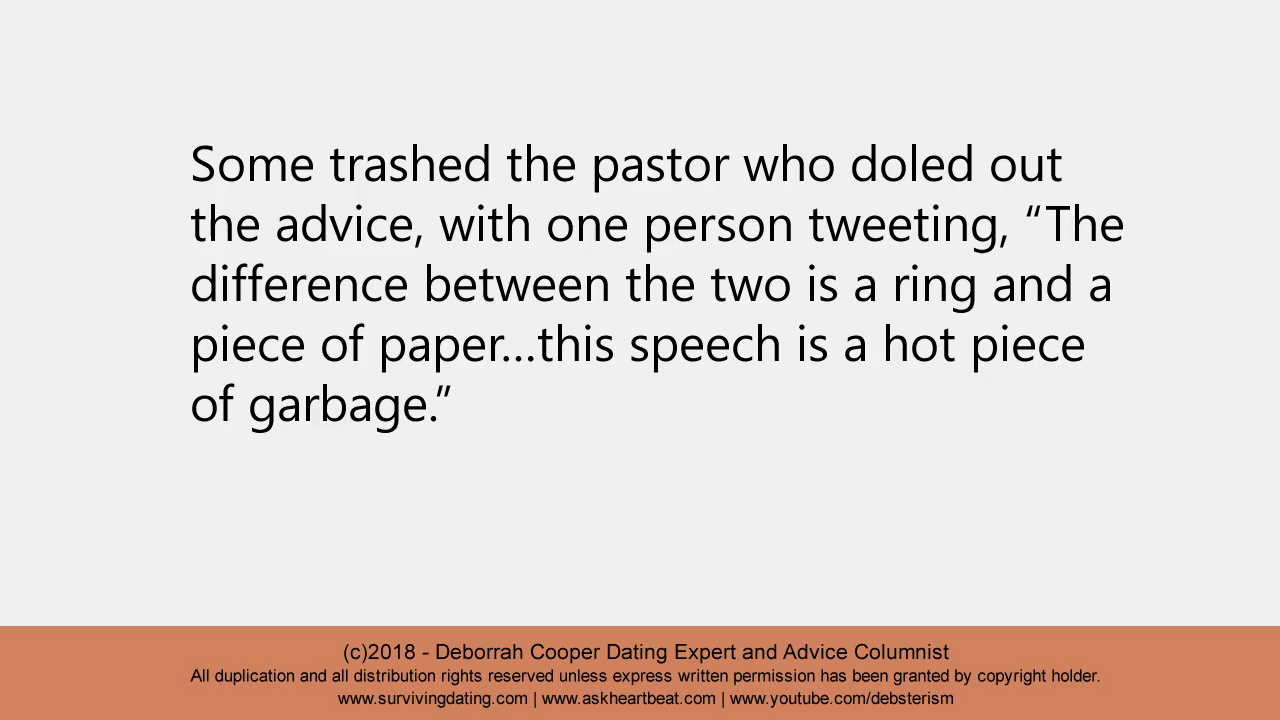 Some trashed the pastor who doled out
the advice, with one person tweeting, “The
difference between the two is a ring and a
piece of paper…this speech is a hot piece
of garbage.”
(c)2018 - Deborrah Cooper Dating Expert and Advice Columnist
All duplication and all distribution rights reserved unless express written permission has been granted by copyright holder.
www.survivingdating.com | www.askheartbeat.com | www.youtube.com/debsterism